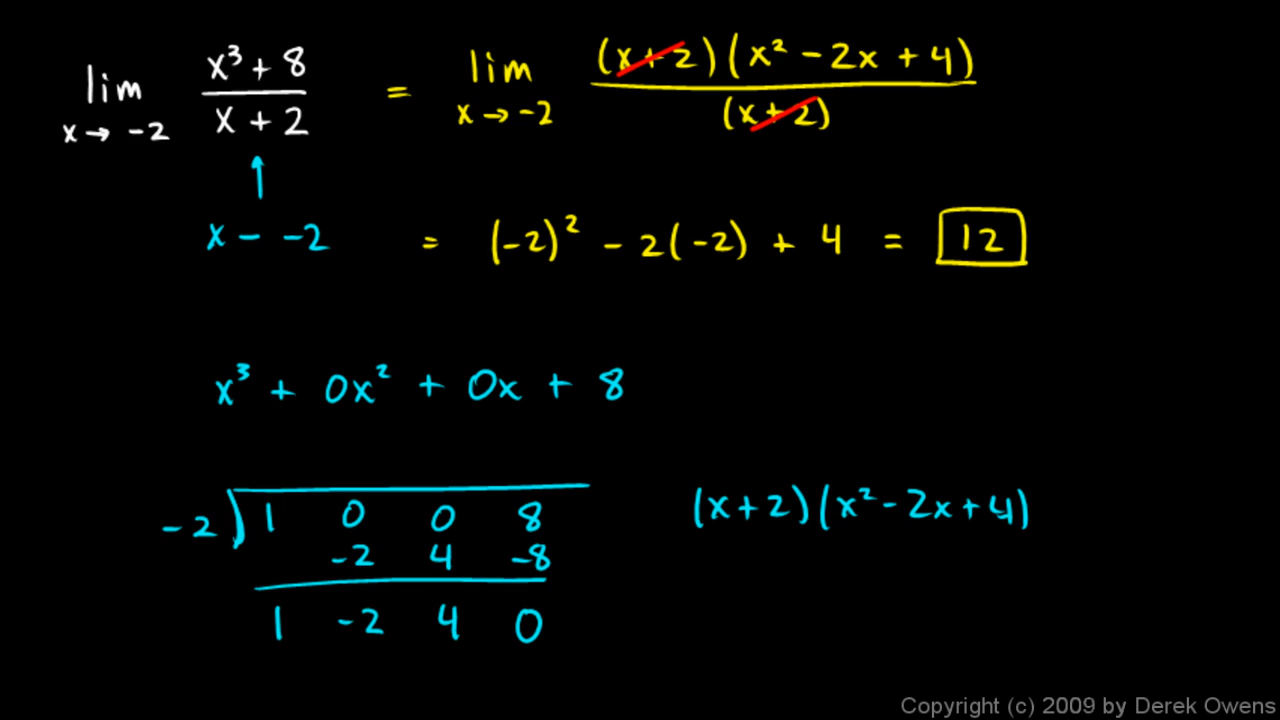 lim x→-2 (x³ + 8)/(x + 2) = lim x→-2 ((x+2)(x² - 2x + 4))/((x+2))
x - -2 = (-2)² - 2(-2) + 4 = 12
x³ + 0x² + 0x + 8
-2 ) 1 0 0 8 (x+2)(x²-2x+4)
-2 4 -8
1 -2 4 0
Copyright (c) 2009 by Derek Owens